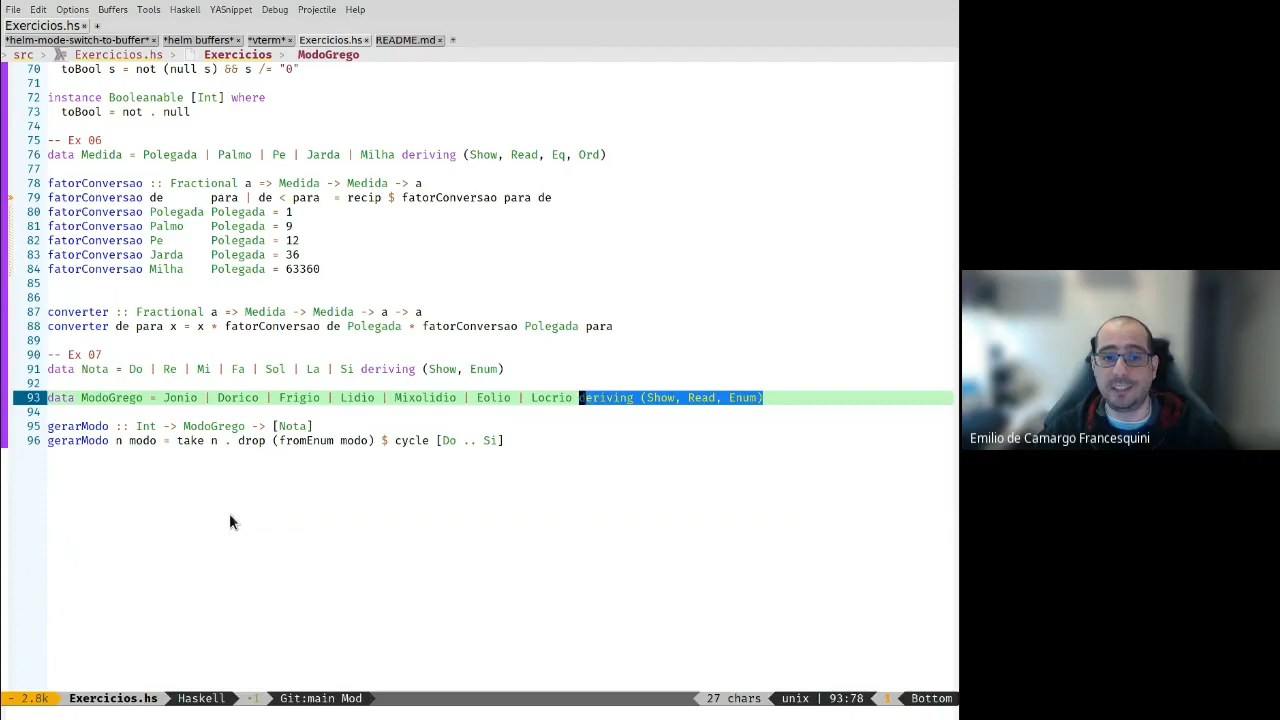 File Edit Options Buffers Tools Haskell YASnippet Debug Projectile Help
Exercicios.hs× +
*helm-mode-switch-to-buffer*× *helm buffers*× *vterm*× Exercicios.hs× README.md× +
src > Exercicios.hs > Exercicios > ModoGrego
70 toBool s = not (null s) && s /= "0"
71
72 instance Booleanable [Int] where
73 toBool = not . null
74
75 -- Ex 06
76 data Medida = Polegada | Palmo | Pe | Jarda | Milha deriving (Show, Read, Eq, Ord)
77
78 fatorConversao :: Fractional a => Medida -> Medida -> a
79 fatorConversao de para | de < para = recip $ fatorConversao para de
80 fatorConversao Polegada Polegada = 1
81 fatorConversao Palmo Polegada = 9
82 fatorConversao Pe Polegada = 12
83 fatorConversao Jarda Polegada = 36
84 fatorConversao Milha Polegada = 63360
85
86
87 converter :: Fractional a => Medida -> Medida -> a -> a
88 converter de para x = x * fatorConversao de Polegada * fatorConversao Polegada para
89
90 -- Ex 07
91 data Nota = Do | Re | Mi | Fa | Sol | La | Si deriving (Show, Enum)
92
93 data ModoGrego = Jonio | Dorico | Frigio | Lidio | Mixolidio | Eolio | Locrio deriving (Show, Read, Enum)
94
95 gerarModo :: Int -> ModoGrego -> [Nota]
96 gerarModo n modo = take n . drop (fromEnum modo) $ cycle [Do .. Si]
Emilio de Camargo Francesquini
- 2.8k Exercicios.hs Haskell •1 Git:main Mod 27 chars unix | 93:78 1 Bottom